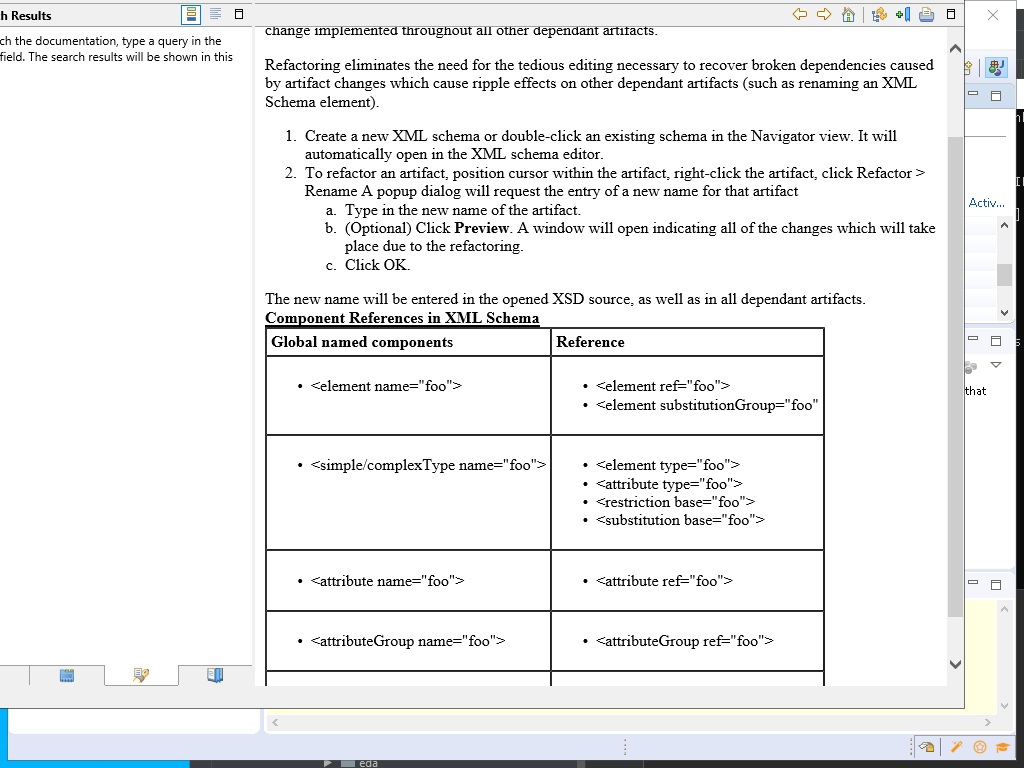 h Results
ch the documentation, type a query in the
field. The search results will be shown in this
change implemented throughout all other dependant artifacts.
Refactoring eliminates the need for the tedious editing necessary to recover broken dependencies caused
by artifact changes which cause ripple effects on other dependant artifacts (such as renaming an XML
Schema element).
1. Create a new XML schema or double-click an existing schema in the Navigator view. It will
automatically open in the XML schema editor.
2. To refactor an artifact, position cursor within the artifact, right-click the artifact, click Refactor >
Rename A popup dialog will request the entry of a new name for that artifact
a. Type in the new name of the artifact.
b. (Optional) Click Preview. A window will open indicating all of the changes which will take
place due to the refactoring.
c. Click OK.
The new name will be entered in the opened XSD source, as well as in all dependant artifacts.
Component References in XML Schema
Global named components
Reference
• <element name="foo">
• <element ref="foo">
• <element substitutionGroup="foo"
• <simple/complexType name="foo">
• <element type="foo">
• <attribute type="foo">
• <restriction base="foo">
• <substitution base="foo">
• <attribute name="foo">
• <attribute ref="foo">
• <attributeGroup name="foo">
• <attributeGroup ref="foo">
Activ...
that
eda